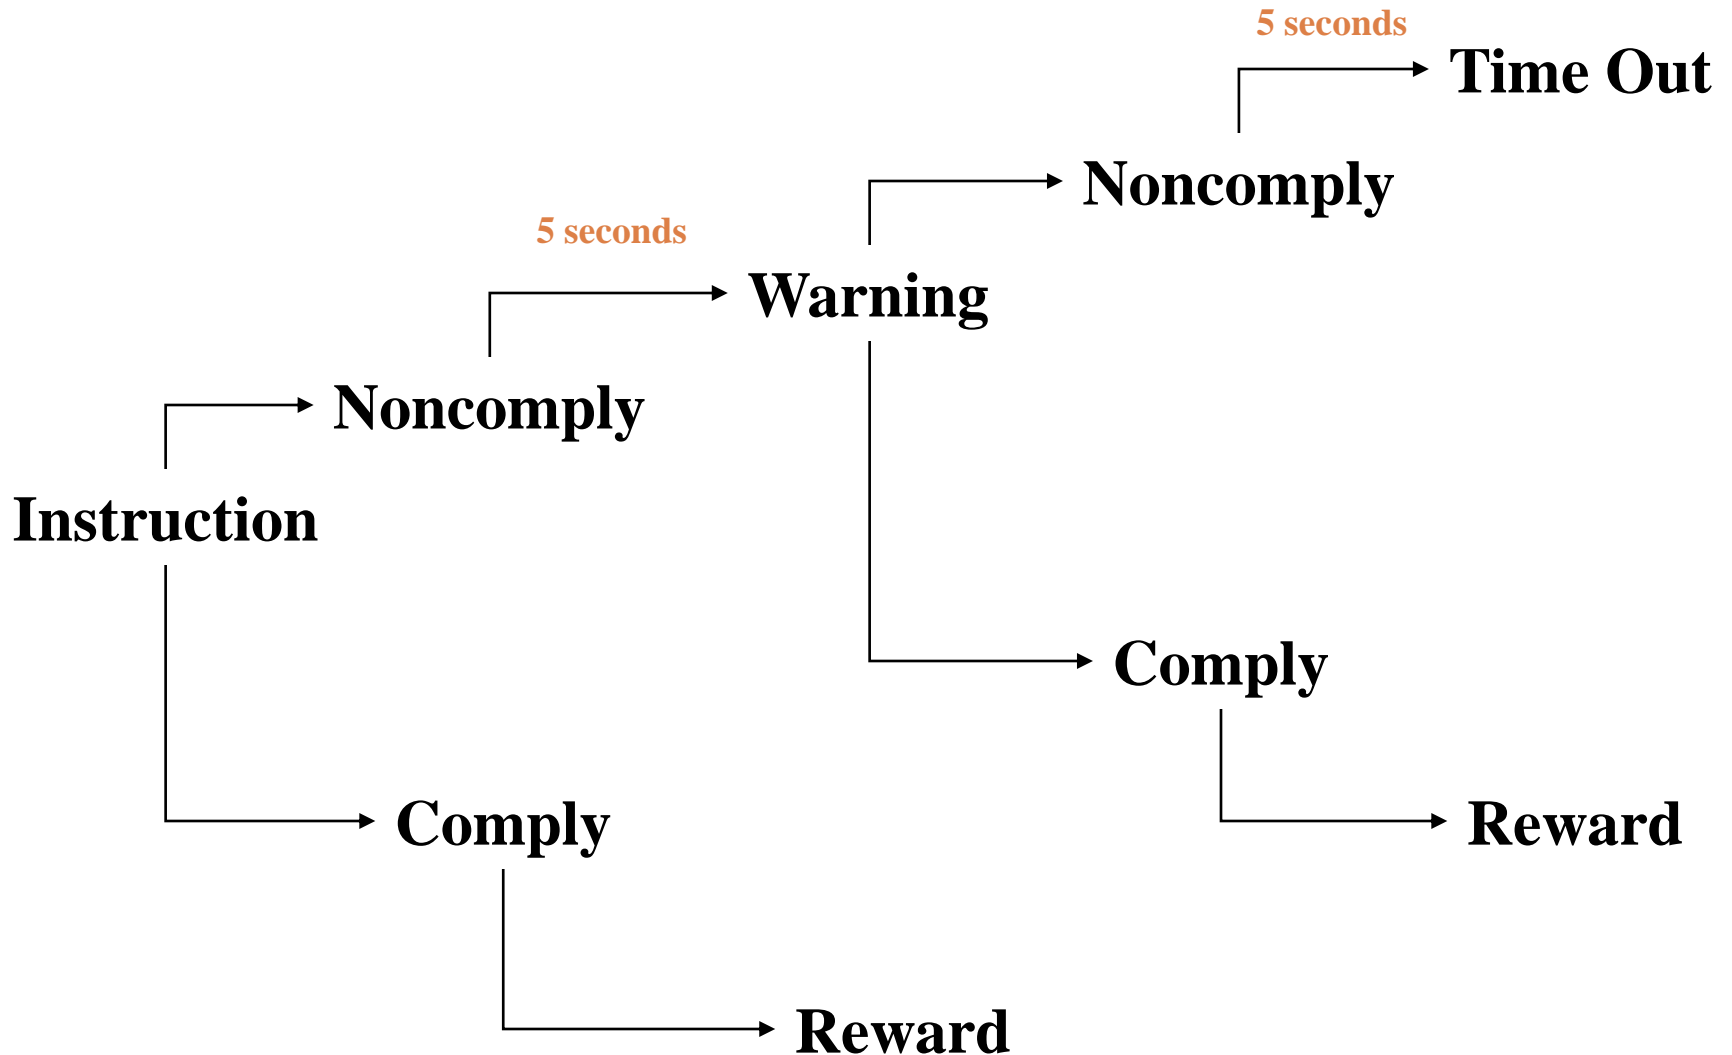 5 seconds
Time Out
Noncomply
5 seconds
Warning
Noncomply
Instruction
Comply
Comply
Reward
Reward